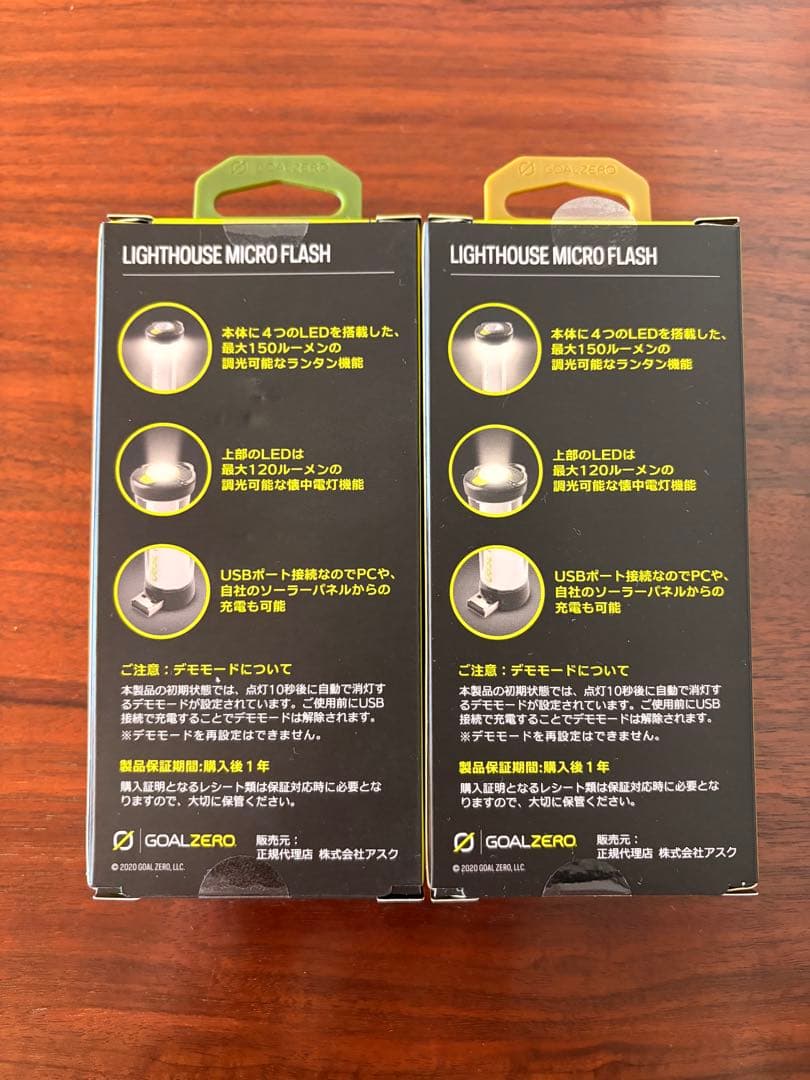 GOALZERO
LIGHTHOUSE MICRO FLASH
本体に4つのLEDを搭載した、
最大150ルーメンの
調光可能なランタン機能
上部のLEDは
最大120ルーメンの
調光可能な懐中電灯機能
USBポート接続なのでPCや、
自社のソーラーパネルからの
充電も可能
ご注意:デモモードについて
本製品の初期状態では、点灯10秒後に自動で消灯す
るデモモードが設定されています。ご使用前にUSB
接続で充電することでデモモードは解除されます。
※デモモードを再設定はできません。
製品保証期間:購入後1年
購入証明となるレシート類は保証対応時に必要とな
りますので、大切に保管ください。
GOALZERO
販売元:
正規代理店 株式会社アスク
© 2020 GOAL ZERO, LLC.
GOALZERO
LIGHTHOUSE MICRO FLASH
本体に4つのLEDを搭載した、
最大150ルーメンの
調光可能なランタン機能
上部のLEDは
最大120ルーメンの
調光可能な懐中電灯機能
USBポート接続なのでPCや、
自社のソーラーパネルからの
充電も可能
ご注意:デモモードについて
本製品の初期状態では、点灯10秒後に自動で消灯す
るデモモードが設定されています。ご使用前にUSB
接続で充電することでデモモードは解除されます。
※デモモードを再設定はできません。
製品保証期間:購入後1年
購入証明となるレシート類は保証対応時に必要とな
りますので、大切に保管ください。
GOALZERO
販売元:
正規代理店 株式会社アスク
© 2020 GOAL ZERO, LLC.